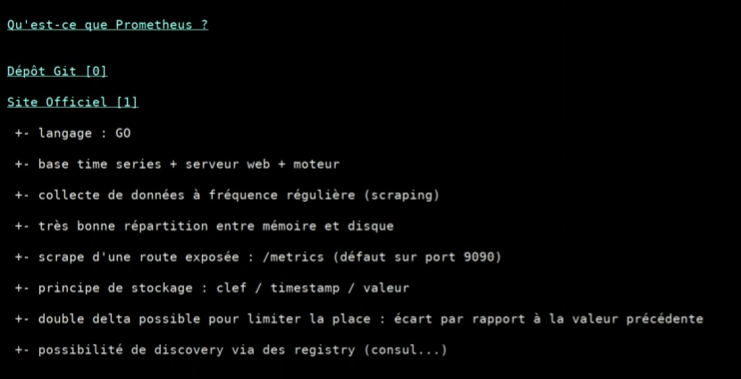 Qu'est-ce que Prometheus ?
Dépôt Git [0]
Site Officiel [1]
+- langage : GO
+- base time series + serveur web + moteur
+- collecte de données à fréquence régulière (scraping)
+- très bonne répartition entre mémoire et disque
+- scrape d'une route exposée : /metrics (défaut sur port 9090)
+- principe de stockage : clef / timestamp / valeur
+- double delta possible pour limiter la place : écart par rapport à la valeur précédente
+- possibilité de discovery via des registry (consul...)